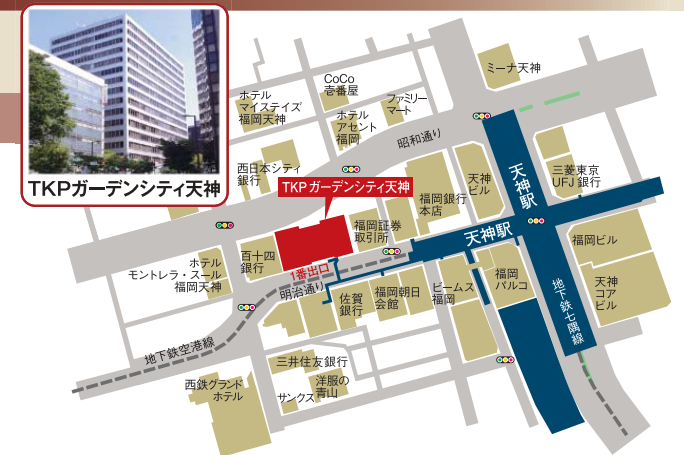 TKPガーデンシティ天神
ミーナ天神
CoCo
壱番屋
ホテル
マイステイズ
福岡天神
ファミリー
マート
ホテル
アセント
福岡
昭和通り
西日本シティ
銀行
天神駅
三菱東京
UFJ銀行
天神
ビル
TKPガーデンシティ天神
福岡銀行
本店
福岡証券
取引所
天神駅
福岡ビル
百十四
銀行
ホテル
モントレラ・スール
福岡天神
1番出口
明治通り
佐賀
銀行
福岡朝日
会館
ビームス
福岡
福岡
パルコ
天神
コア
ビル
地下鉄七隈線
地下鉄空港線
三井住友銀行
洋服の
青山
サンクス
西鉄グランド
ホテル